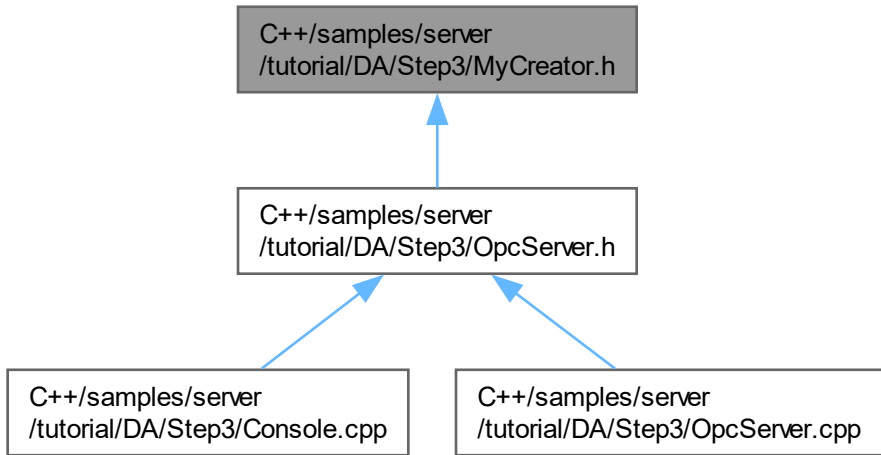 C++/samples/server
/tutorial/DA/Step3/MyCreator.h
C++/samples/server
/tutorial/DA/Step3/OpcServer.h
C++/samples/server
/tutorial/DA/Step3/Console.cpp
C++/samples/server
/tutorial/DA/Step3/OpcServer.cpp